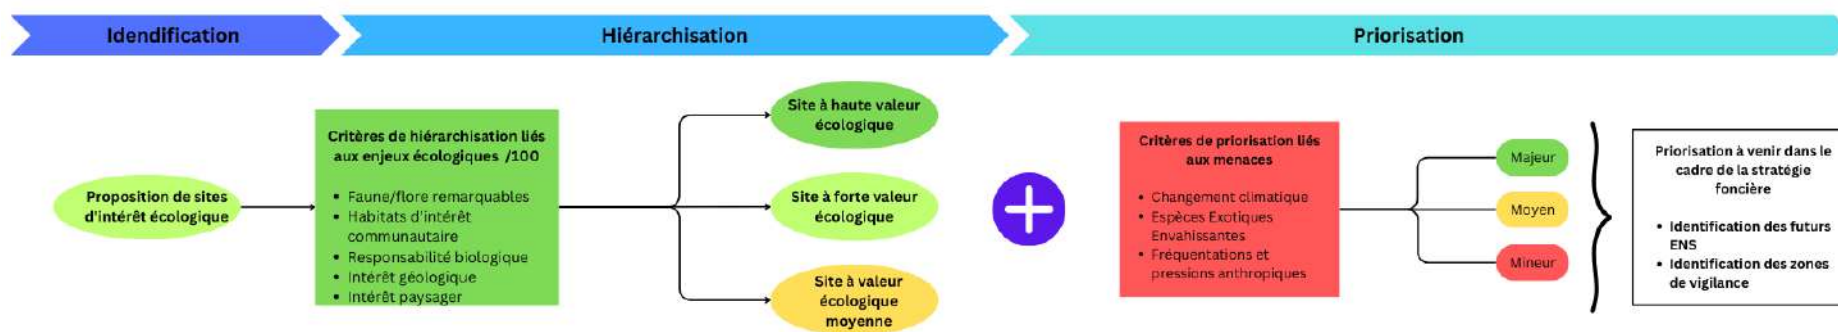 Idendification
Hiérarchisation
Priorisation
Proposition de sites
d'intérêt écologique
Critères de hiérarchisation liés
aux enjeux écologiques /100
• Faune/flore remarquables
• Habitats d'intérêt
communautaire
• Responsabilité biologique
• Intérêt géologique
• Intérêt paysager
Site à haute valeur
écologique
Site à forte valeur
écologique
Site à valeur
écologique
moyenne
Critères de priorisation liés
aux menaces
• Changement climatique
• Espèces Exotiques
Envahissantes
• Fréquentations et
pressions anthropiques
Majeur
Moyen
Mineur
Priorisation à venir dans le
cadre de la stratégie
foncière
• Identification des futurs
ENS
• Identification des zones
de vigilance